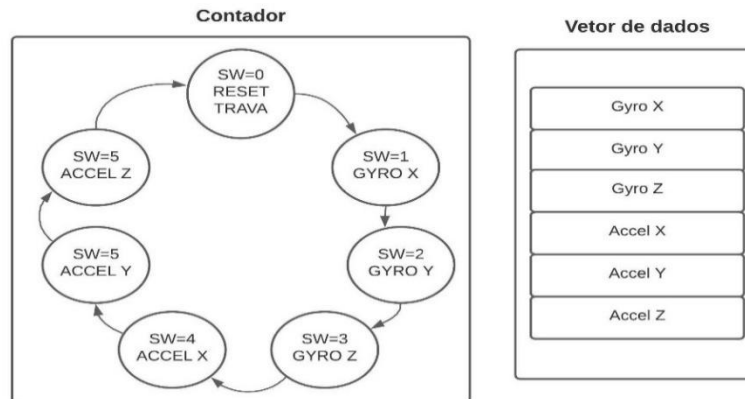 Contador
SW=0
RESET
TRAVA
SW=1
GYRO X
SW=2
GYRO Y
SW=3
GYRO Z
SW=4
ACCEL X
SW=5
ACCEL Y
SW=5
ACCEL Z
Vetor de dados
Gyro X
Gyro Y
Gyro Z
Accel X
Accel Y
Accel Z